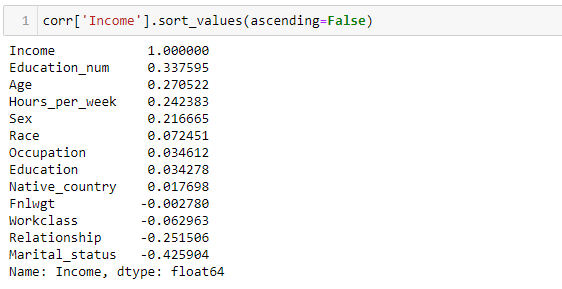 1 corr['Income'].sort_values(ascending=False)
Income 1.000000
Education_num 0.337595
Age 0.270522
Hours_per_week 0.242383
Sex 0.216665
Race 0.072451
Occupation 0.034612
Education 0.034278
Native_country 0.017698
Fnlwgt -0.002780
Workclass -0.062963
Relationship -0.251506
Marital_status -0.425904
Name: Income, dtype: float64